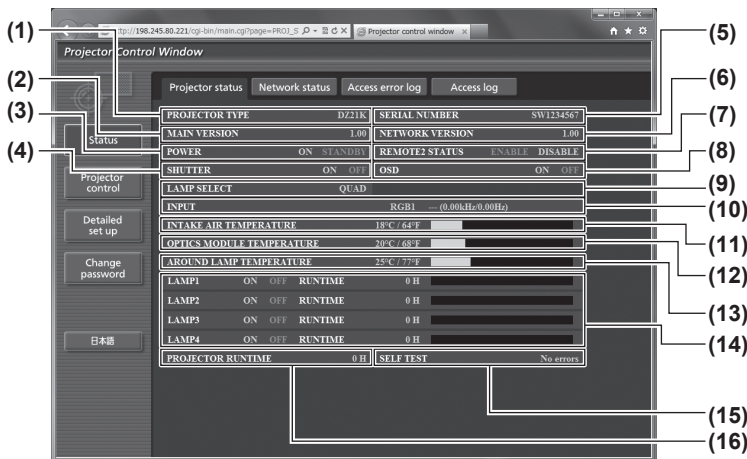 (1)
(2)
(3)
(4)
(5)
(6)
(7)
(8)
(9)
(10)
(11)
(12)
(13)
(14)
(15)
(16)
http://198.245.80.221/cgi-bin/main.cgi?page=PROJ_S
Projector control window
Projector Control Window
Projector status Network status Access error log Access log
Status
Projector control
Detailed set up
Change password
日本語
PROJECTOR TYPE DZ21K SERIAL NUMBER SW1234567
MAIN VERSION 1.00 NETWORK VERSION 1.00
POWER ON STANDBY REMOTE2 STATUS ENABLE DISABLE
SHUTTER ON OFF OSD ON OFF
LAMP SELECT QUAD
INPUT RGB1 --- (0.00kHz/0.00Hz)
INTAKE AIR TEMPERATURE 18°C / 64°F
OPTICS MODULE TEMPERATURE 20°C / 68°F
AROUND LAMP TEMPERATURE 25°C / 77°F
LAMP1 ON OFF RUNTIME 0 H
LAMP2 ON OFF RUNTIME 0 H
LAMP3 ON OFF RUNTIME 0 H
LAMP4 ON OFF RUNTIME 0 H
PROJECTOR RUNTIME 0 H SELF TEST No errors